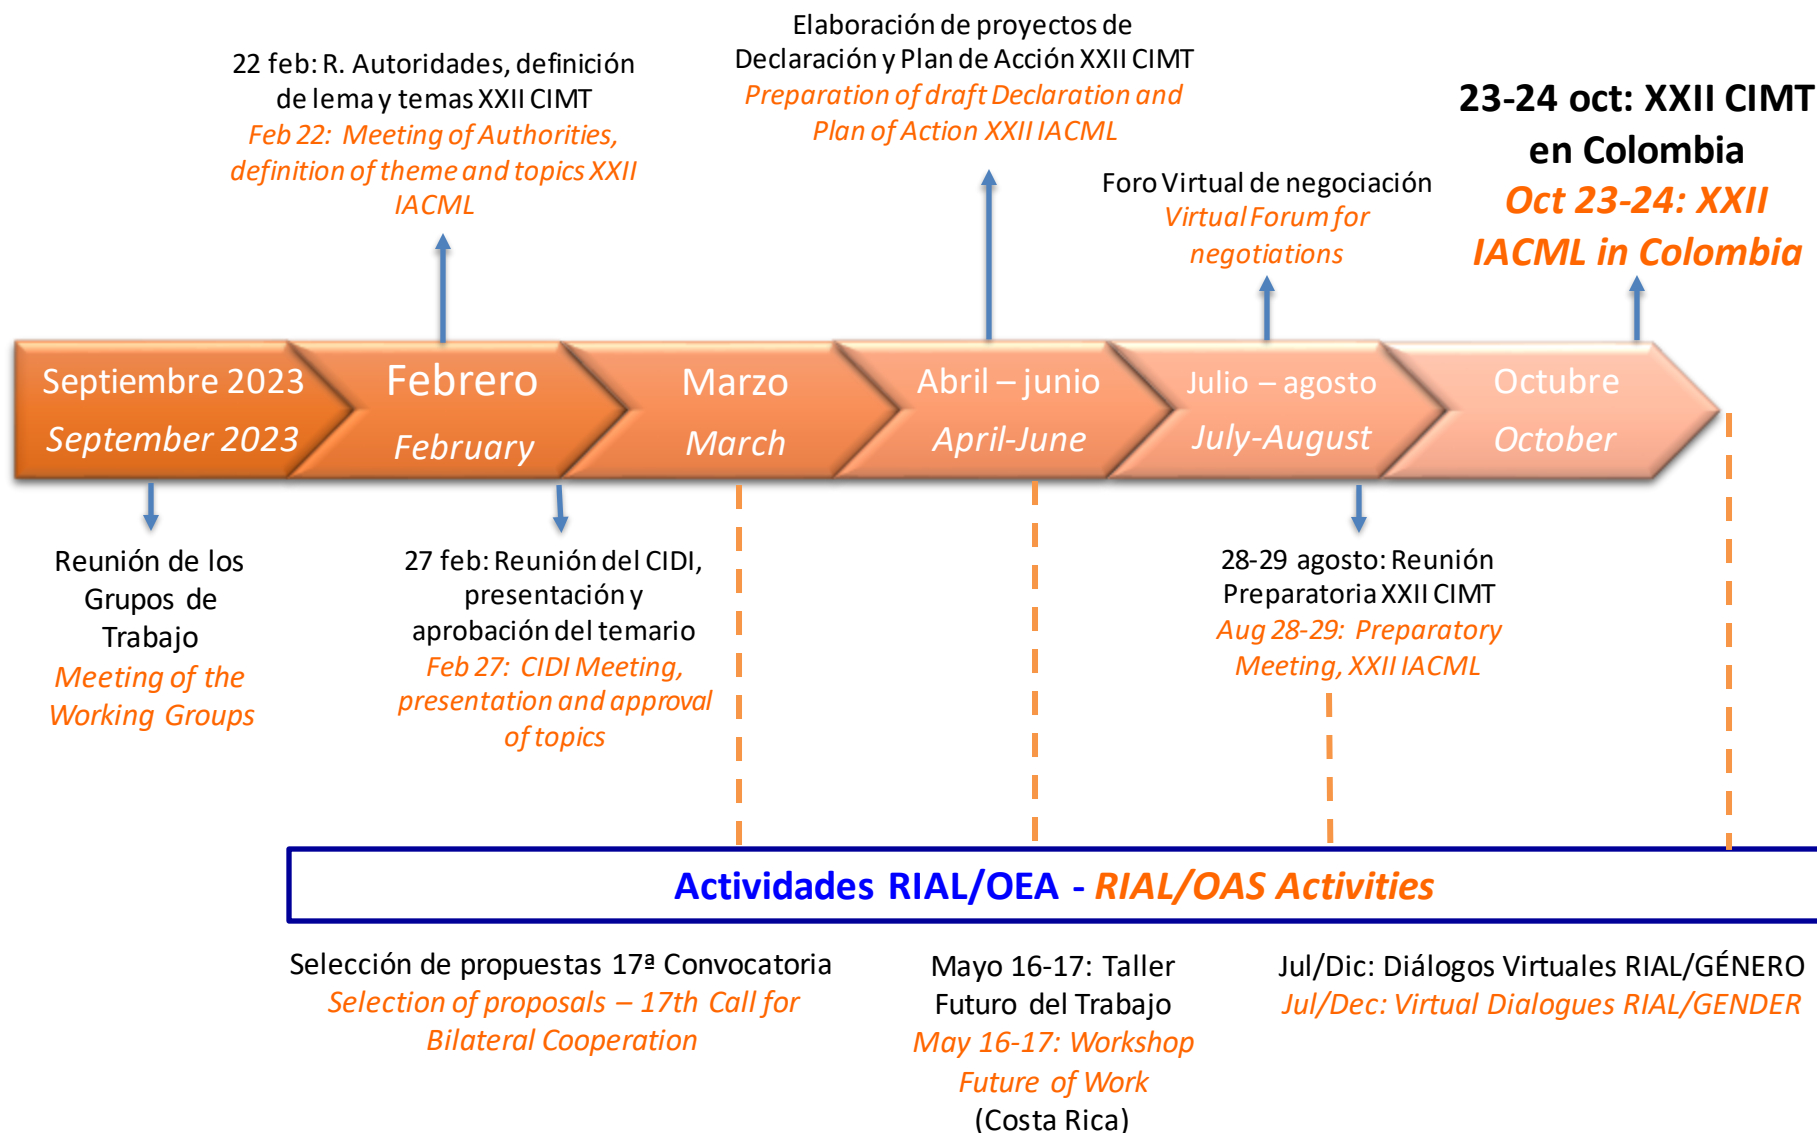 22 feb: R. Autoridades, definición
de lema y temas XXII CIMT
Feb 22: Meeting of Authorities,
definition of theme and topics XXII
IACML
Elaboración de proyectos de
Declaración y Plan de Acción XXII CIMT
Preparation of draft Declaration and
Plan of Action XXII IACML
Foro Virtual de negociación
Virtual Forum for
negotiations
23-24 oct: XXII CIMT
en Colombia
Oct 23-24: XXII
IACML in Colombia
Septiembre 2023
September 2023
Febrero
February
Marzo
March
Abril – junio
April-June
Julio – agosto
July-August
Octubre
October
Reunión de los
Grupos de
Trabajo
Meeting of the
Working Groups
27 feb: Reunión del CIDI,
presentación y
aprobación del temario
Feb 27: CIDI Meeting,
presentation and approval
of topics
28-29 agosto: Reunión
Preparatoria XXII CIMT
Aug 28-29: Preparatory
Meeting, XXII IACML
Actividades RIAL/OEA - RIAL/OAS Activities
Selección de propuestas 17ª Convocatoria
Selection of proposals – 17th Call for
Bilateral Cooperation
Mayo 16-17: Taller
Futuro del Trabajo
May 16-17: Workshop
Future of Work
(Costa Rica)
Jul/Dic: Diálogos Virtuales RIAL/GÉNERO
Jul/Dec: Virtual Dialogues RIAL/GENDER